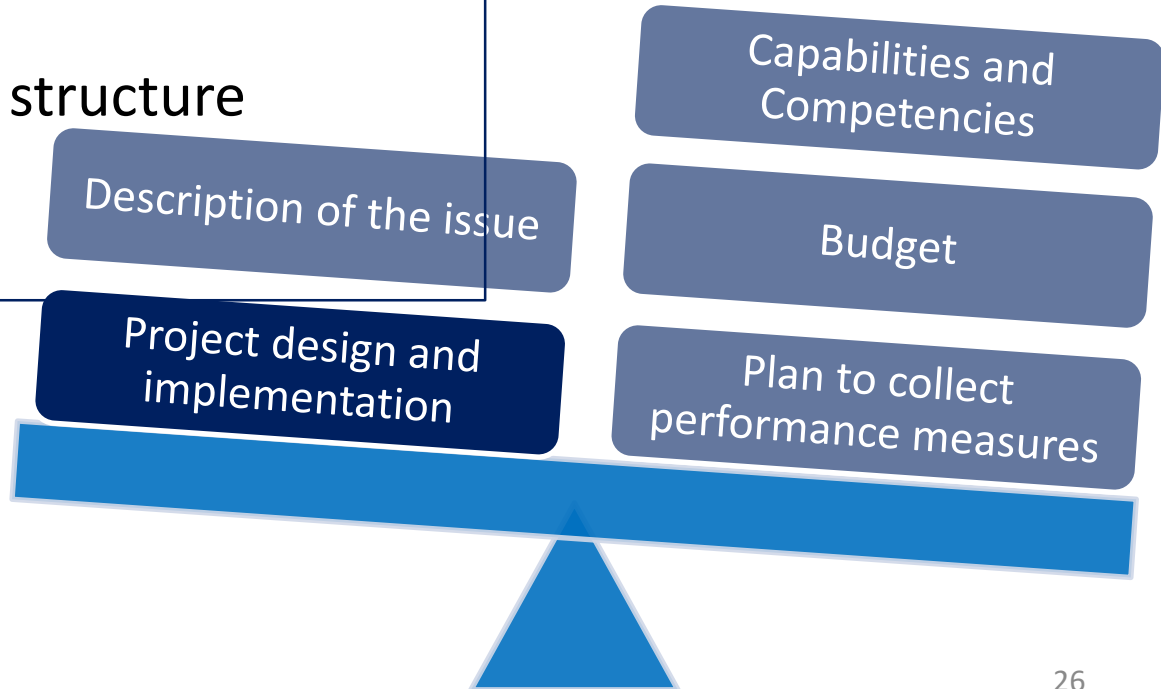 structure
Description of the issue
Project design and
implementation
Capabilities and
Competencies
Budget
Plan to collect
performance measures
26